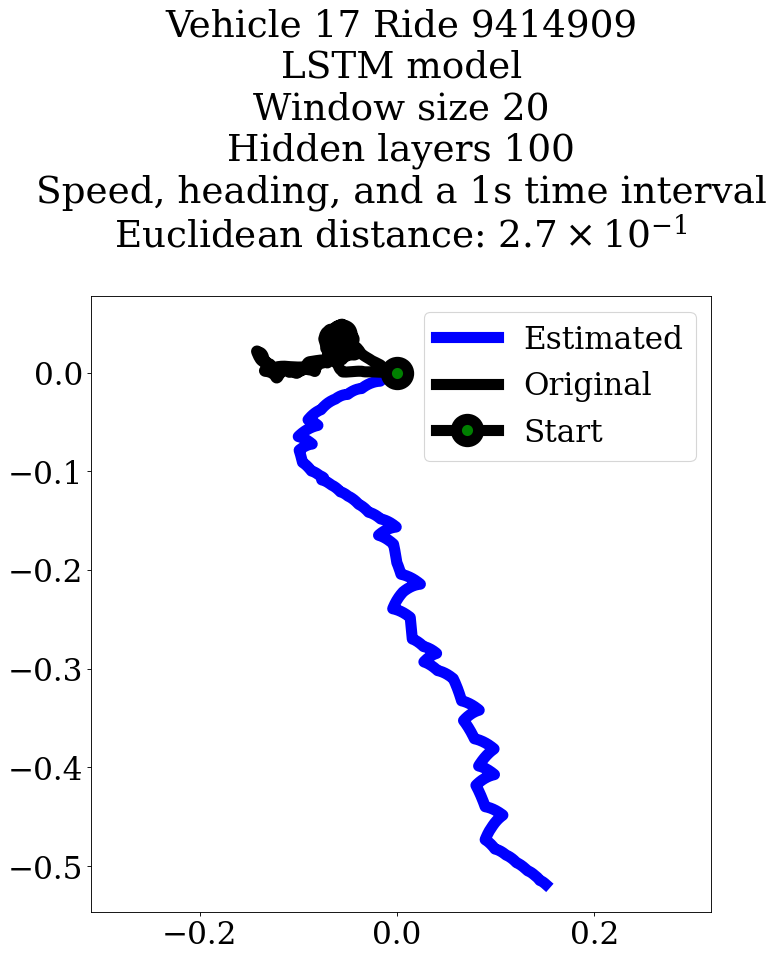 Vehicle 17 Ride 9414909
LSTM model
Window size 20
Hidden layers 100
Speed, heading, and a 1s time interval
Euclidean distance: 2.7 × 10⁻¹
Estimated
Original
Start
0.0
−0.1
−0.2
−0.3
−0.4
−0.5
−0.2 0.0 0.2